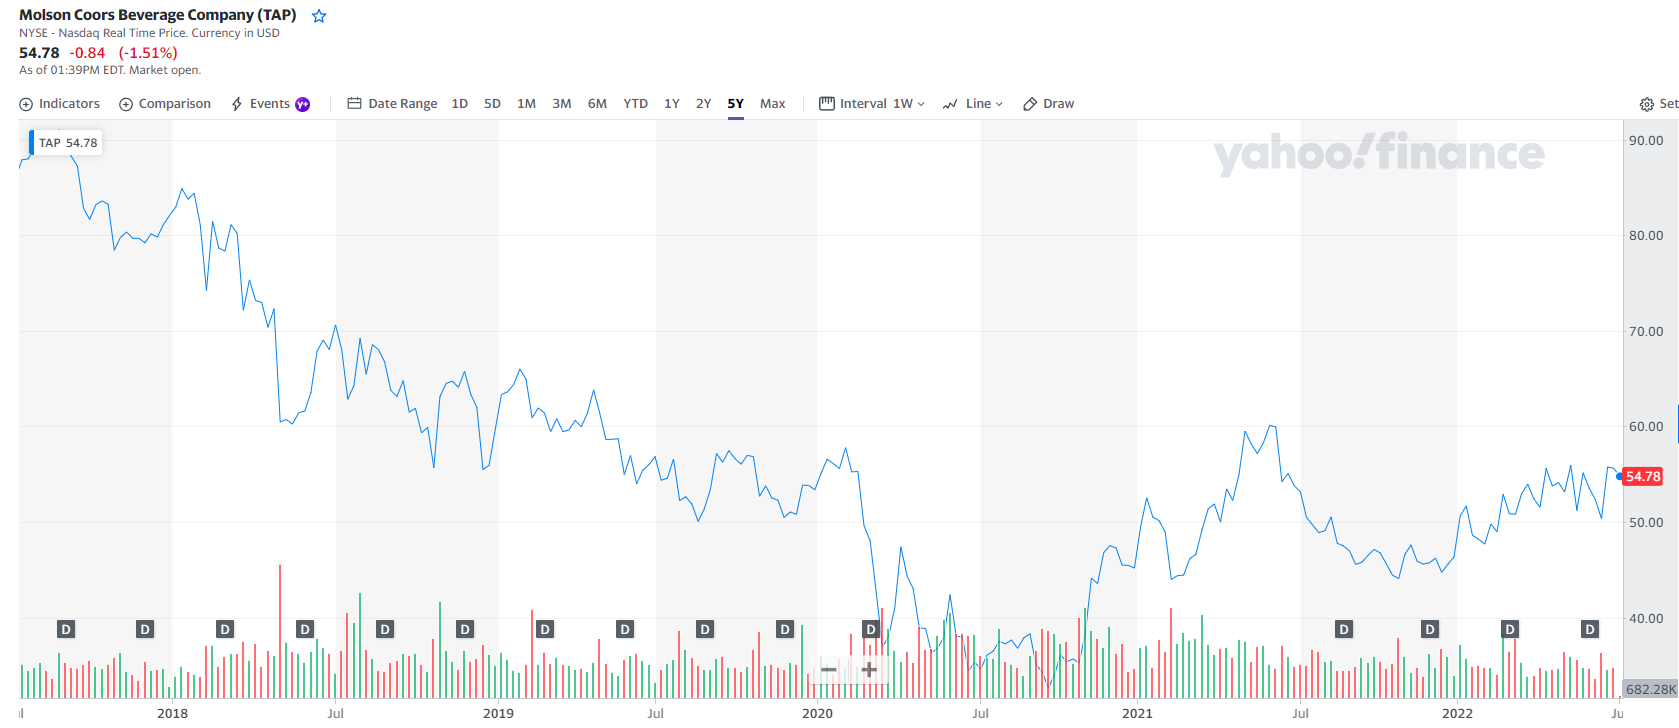 Molson Coors Beverage Company (TAP)
NYSE - Nasdaq Real Time Price. Currency in USD
54.78 -0.84 (-1.51%)
As of 01:39PM EDT. Market open.
Indicators Comparison Events y+ Date Range 1D 5D 1M 3M 6M YTD 1Y 2Y 5Y Max Interval 1W Line Draw Set
TAP 54.78
yahoo!finance
90.00
80.00
70.00
60.00
54.78
50.00
40.00
D D D D D D D D D D D D D D D
− +
682.28K
2018 Jul 2019 Jul 2020 Jul 2021 Jul 2022 Ju